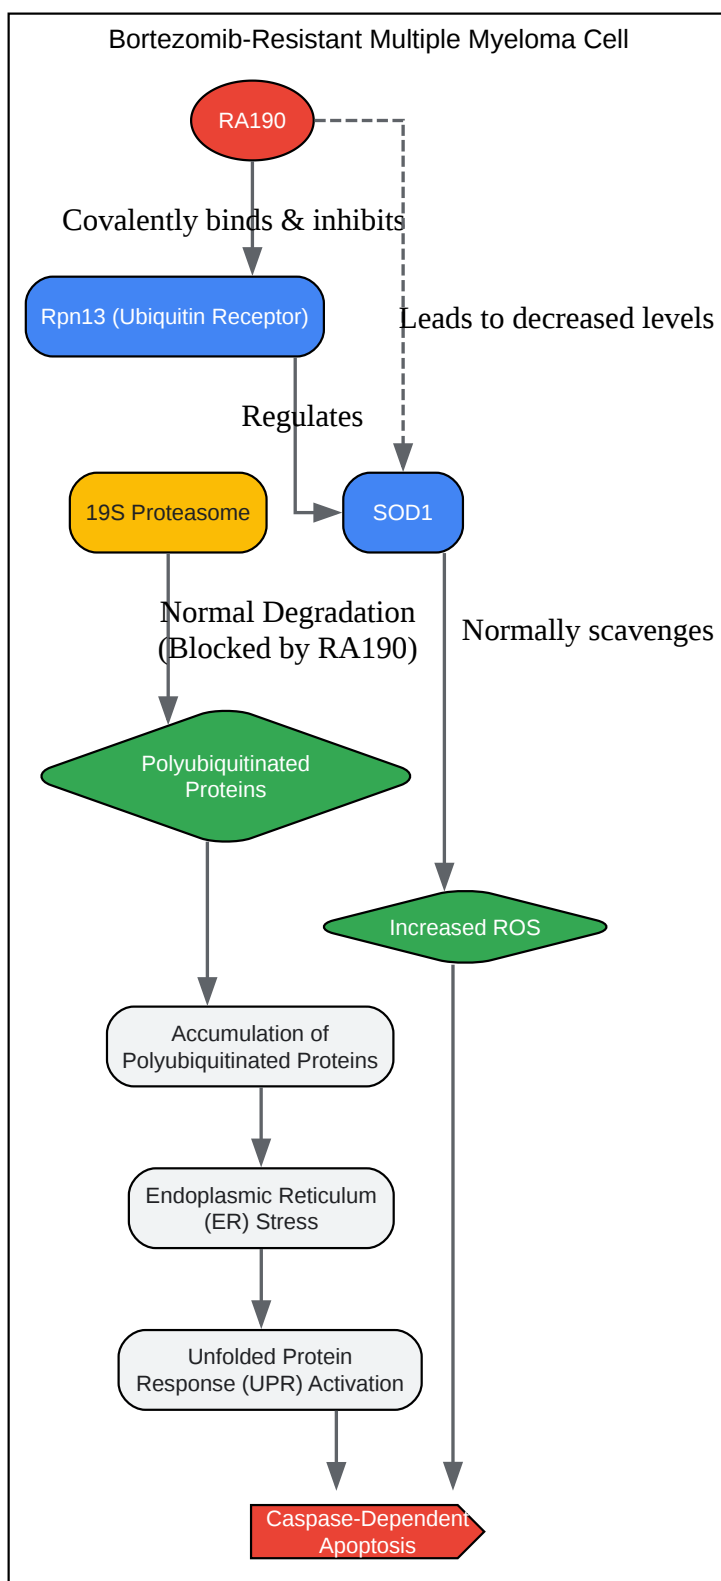 Bortezomib-Resistant Multiple Myeloma Cell
RA190
Covalently binds & inhibits
Rpn13 (Ubiquitin Receptor)
Leads to decreased levels
Regulates
19S Proteasome
SOD1
Normal Degradation
(Blocked by RA190)
Normally scavenges
Polyubiquitinated
Proteins
Increased ROS
Accumulation of
Polyubiquitinated Proteins
Endoplasmic Reticulum
(ER) Stress
Unfolded Protein
Response (UPR) Activation
Caspase-Dependent
Apoptosis